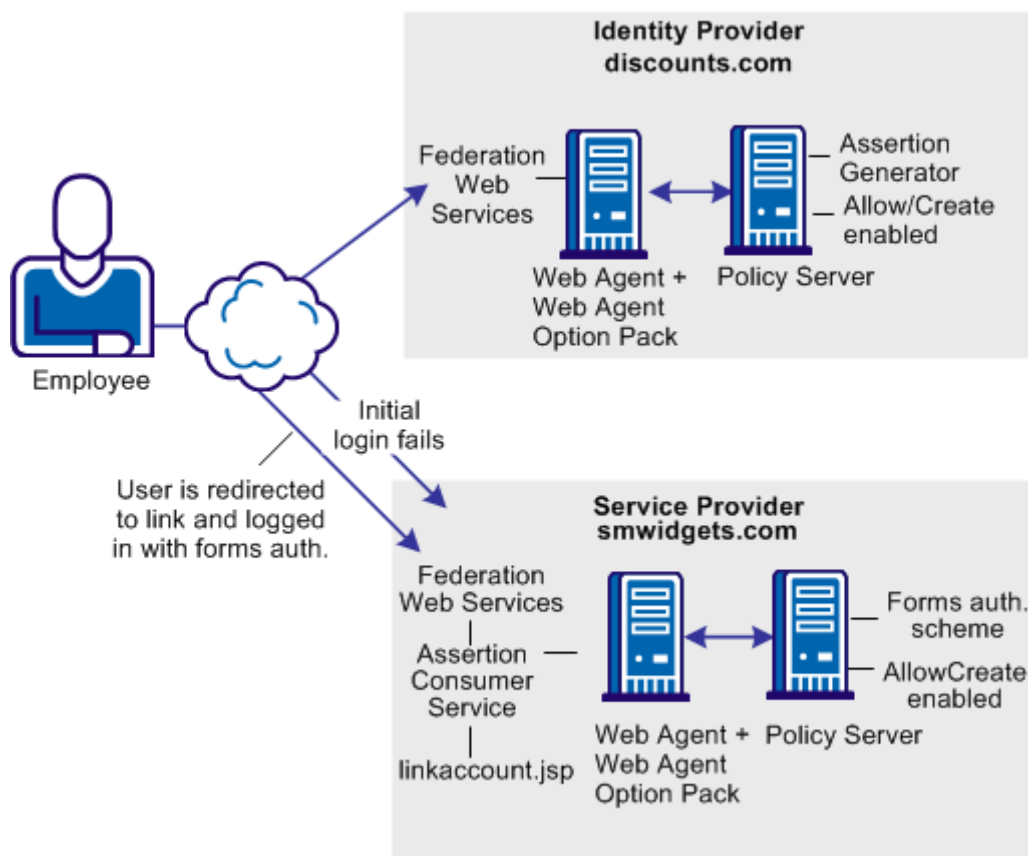 Identity Provider
discounts.com
Federation
Web
Services
Assertion
Generator
Allow/Create
enabled
Web Agent +
Web Agent
Option Pack
Policy Server
Employee
Initial
login fails
User is redirected
to link and logged
in with forms auth.
Service Provider
smwidgets.com
Federation
Web Services
Assertion
Consumer
Service
linkaccount.jsp
Forms auth.
scheme
AllowCreate
enabled
Web Agent +
Web Agent
Option Pack
Policy Server